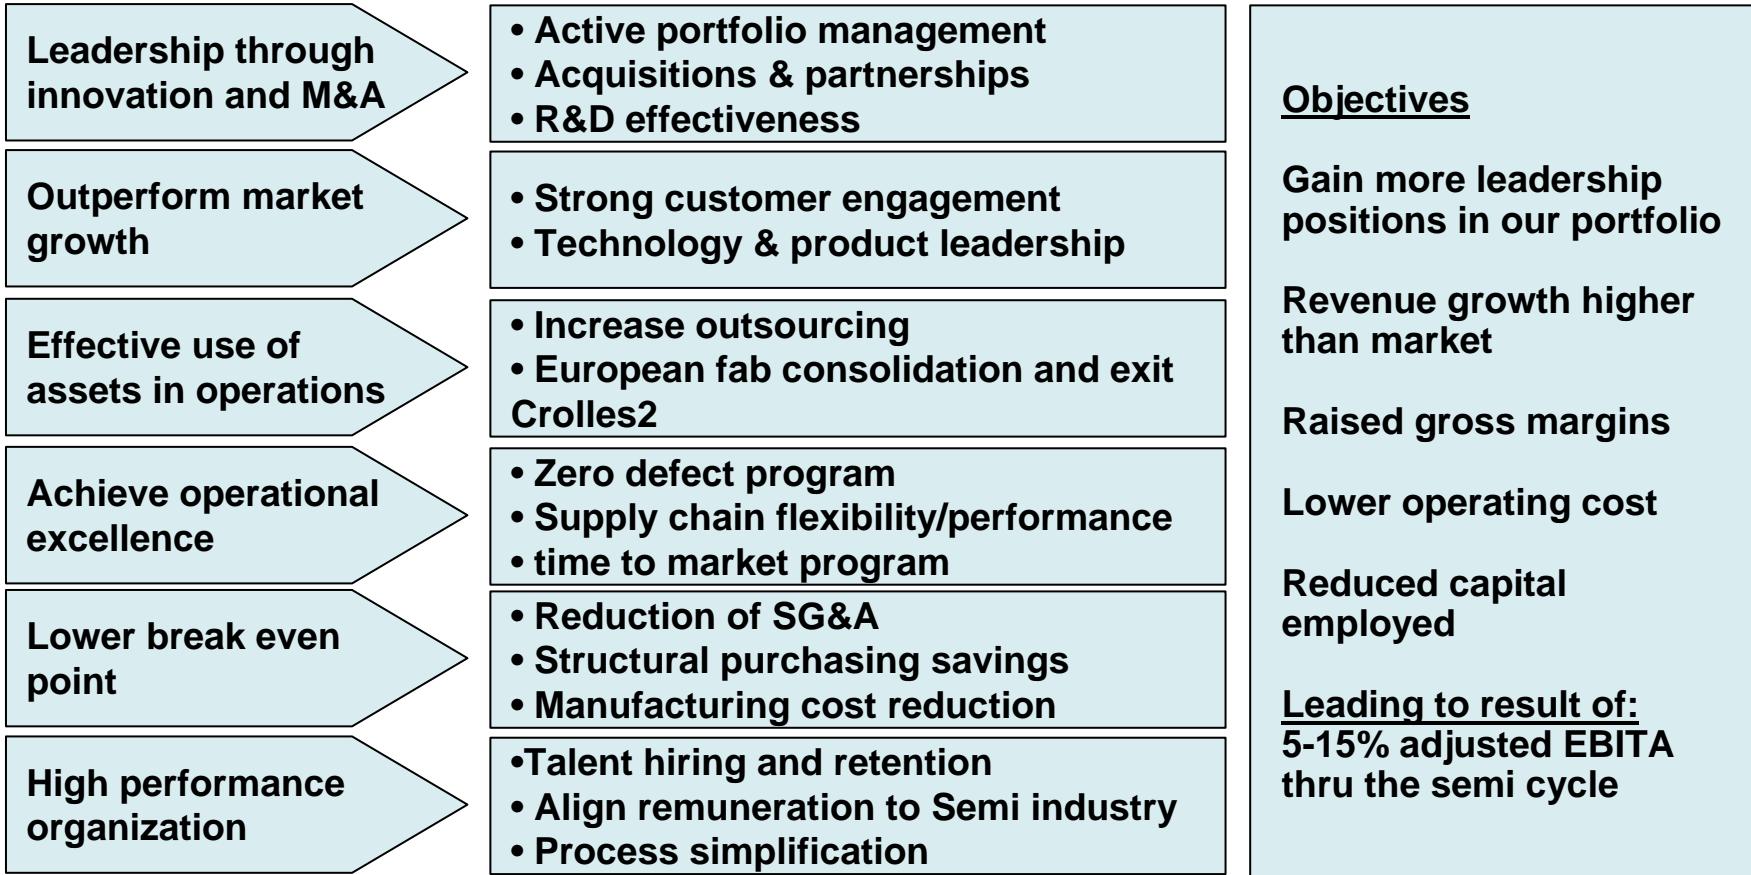 Leadership through
innovation and M&A
• Active portfolio management
• Acquisitions & partnerships
• R&D effectiveness
Outperform market
growth
• Strong customer engagement
• Technology & product leadership
Effective use of
assets in operations
• Increase outsourcing
• European fab consolidation and exit
Crolles2
Achieve operational
excellence
• Zero defect program
• Supply chain flexibility/performance
• time to market program
Lower break even
point
• Reduction of SG&A
• Structural purchasing savings
• Manufacturing cost reduction
High performance
organization
•Talent hiring and retention
• Align remuneration to Semi industry
• Process simplification
Objectives
Gain more leadership
positions in our portfolio
Revenue growth higher
than market
Raised gross margins
Lower operating cost
Reduced capital
employed
Leading to result of:
5-15% adjusted EBITA
thru the semi cycle